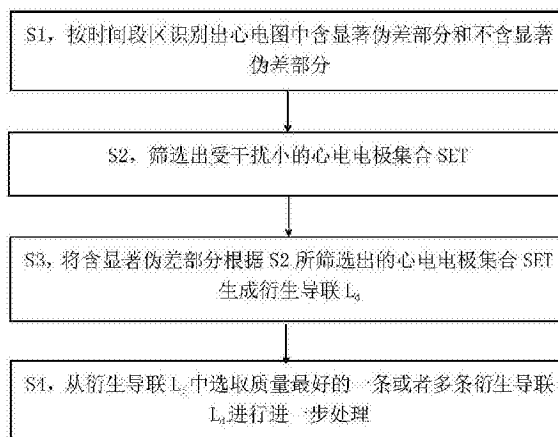 S1，按时间段区识别出心电图中含显著伪差部分和不含显著
伪差部分
S2，筛选出受干扰小的心电电极集合 SET
S3，将含显著伪差部分根据 S2 所筛选出的心电电极集合 SET
生成衍生导联 L₃
S4，从衍生导联 L₃中选取质量最好的一条或者多条衍生导联
L₄进行进一步处理